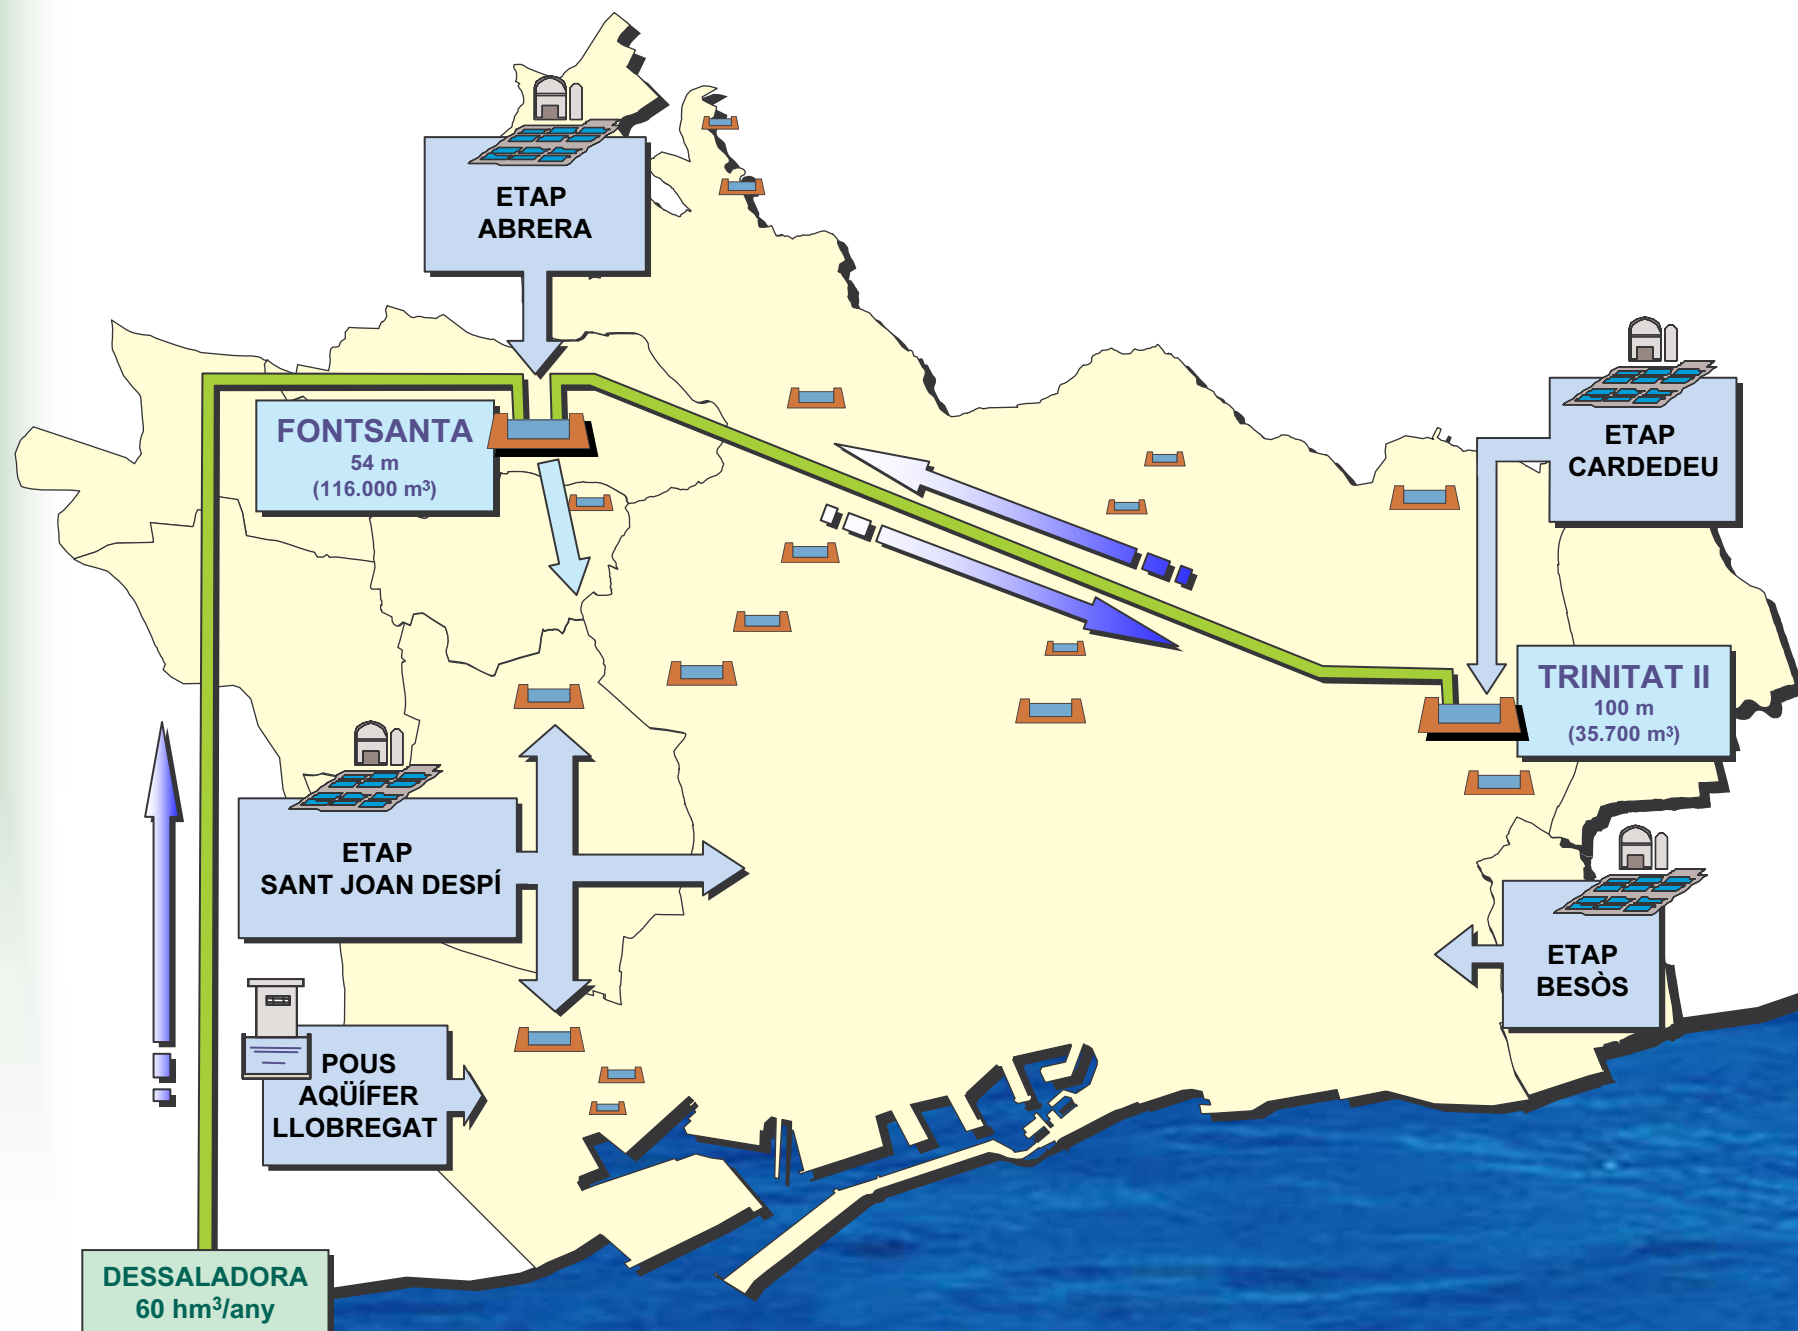 ETAP
ABRERA
FONTSANTA
54 m
(116.000 m³)
ETAP
CARDEDEU
TRINITAT II
100 m
(35.700 m³)
ETAP
SANT JOAN DESPÍ
ETAP
BESÒS
POUS
AQÜÍFER
LLOBREGAT
DESSALADORA
60 hm³/any